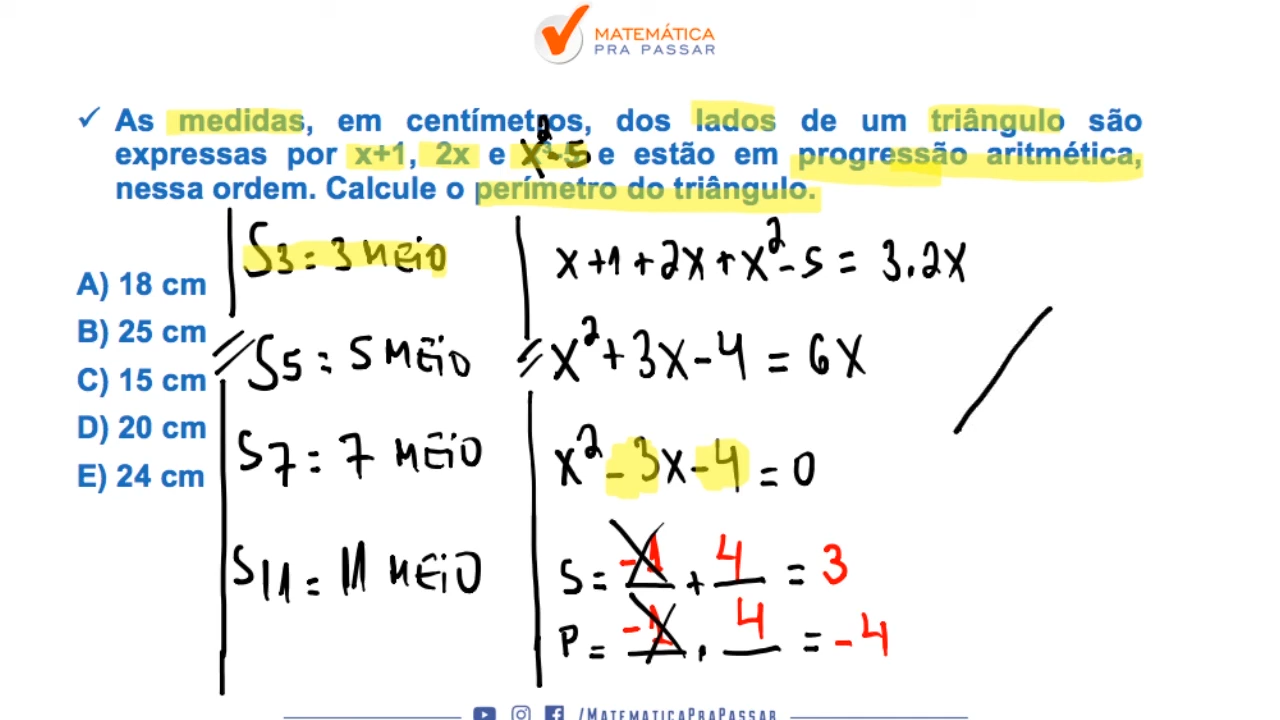 MATEMÁTICA
PRA PASSAR
✓ As medidas, em centímetros, dos lados de um triângulo são
expressas por x+1, 2x e x²-5 e estão em progressão aritmética,
nessa ordem. Calcule o perímetro do triângulo.
A) 18 cm
B) 25 cm
C) 15 cm
D) 20 cm
E) 24 cm
S3 = 3 MEIO
S5 = 5 MEIO
S7 = 7 MEIO
S11 = 11 MEIO
x+1+2x+x²-5 = 3.2x
x²+3x-4 = 6x
x²-3x-4 = 0
S = -1 + 4 = 3
P = -1 . 4 = -4
/MATEMATICAPRAPASSAR